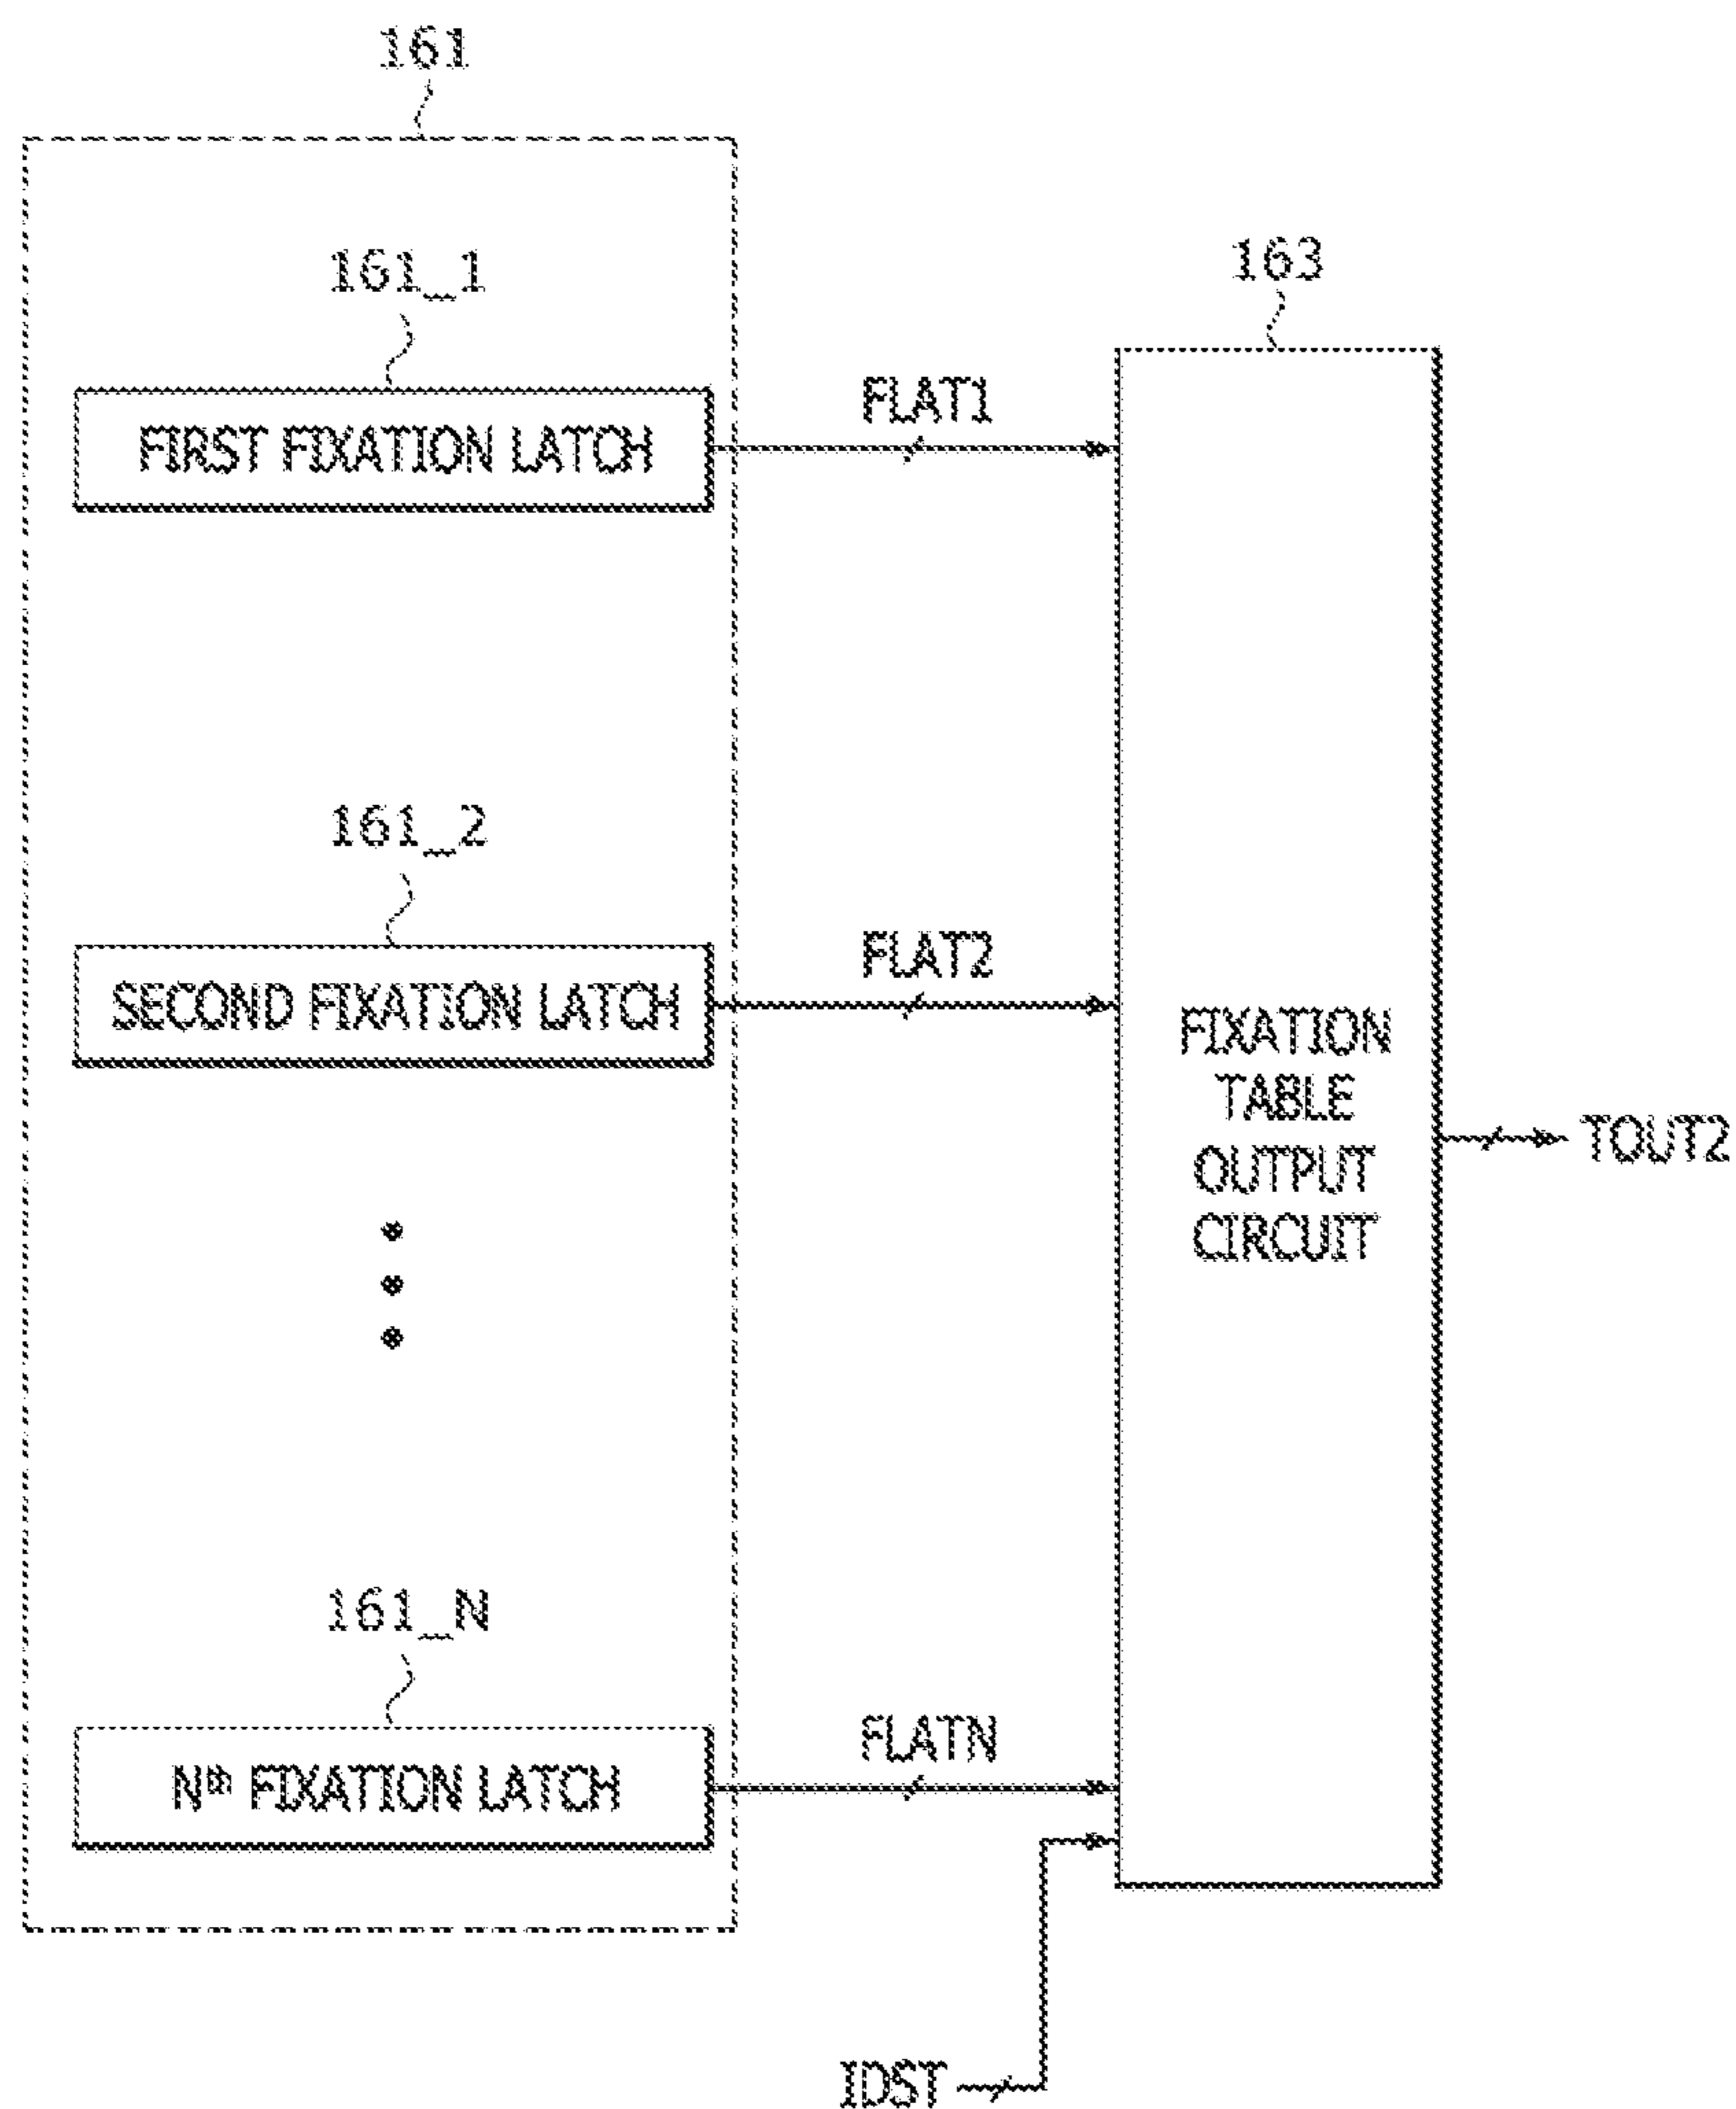 161
161_1
163
FLAT1
FIRST FIXATION LATCH
161_2
FLAT2
SECOND FIXATION LATCH
FIXATION
TABLE
OUTPUT
CIRCUIT
TOUT2
161_N
FLATN
Nth FIXATION LATCH
IDST